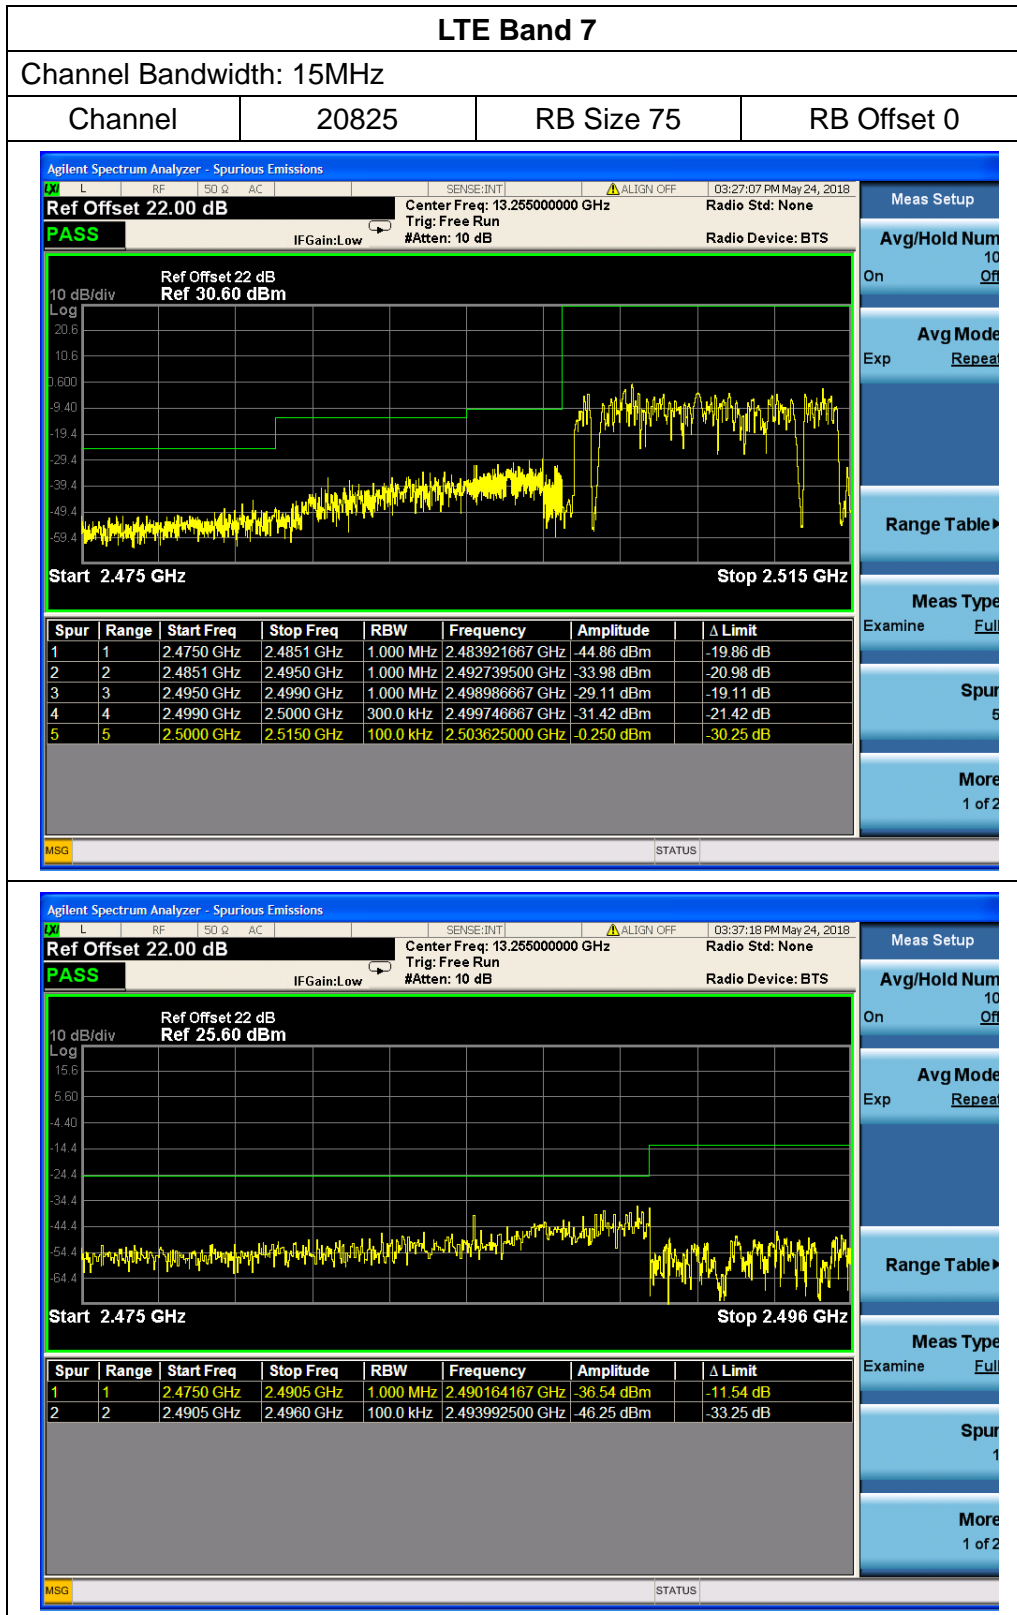 LTE Band 7
Channel Bandwidth: 15MHz
Channel 20825 RB Size 75 RB Offset 0
Agilent Spectrum Analyzer - Spurious Emissions
LXI L RF 50 Ω AC SENSE:INT ALIGN OFF 03:27:07 PM May 24, 2018
Ref Offset 22.00 dB Center Freq: 13.255000000 GHz Radio Std: None
Trig: Free Run
PASS IFGain:Low #Atten: 10 dB Radio Device: BTS
Ref Offset 22 dB
10 dB/div Ref 30.60 dBm
Log
20.6
10.6
0.600
-9.40
-19.4
-29.4
-39.4
-49.4
-59.4
Start 2.475 GHz Stop 2.515 GHz
Spur Range Start Freq Stop Freq RBW Frequency Amplitude Δ Limit
1 1 2.4750 GHz 2.4851 GHz 1.000 MHz 2.483921667 GHz -44.86 dBm -19.86 dB
2 2 2.4851 GHz 2.4950 GHz 1.000 MHz 2.492739500 GHz -33.98 dBm -20.98 dB
3 3 2.4950 GHz 2.4990 GHz 1.000 MHz 2.498986667 GHz -29.11 dBm -19.11 dB
4 4 2.4990 GHz 2.5000 GHz 300.0 kHz 2.499746667 GHz -31.42 dBm -21.42 dB
5 5 2.5000 GHz 2.5150 GHz 100.0 kHz 2.503625000 GHz -0.250 dBm -30.25 dB
MSG STATUS
Meas Setup
Avg/Hold Num
10
On Off
Avg Mode
Exp Repeat
Range Table
Meas Type
Examine Full
Spur
5
More
1 of 2
Agilent Spectrum Analyzer - Spurious Emissions
LXI L RF 50 Ω AC SENSE:INT ALIGN OFF 03:37:18 PM May 24, 2018
Ref Offset 22.00 dB Center Freq: 13.255000000 GHz Radio Std: None
Trig: Free Run
PASS IFGain:Low #Atten: 10 dB Radio Device: BTS
Ref Offset 22 dB
10 dB/div Ref 25.60 dBm
Log
15.6
5.60
-4.40
-14.4
-24.4
-34.4
-44.4
-54.4
-64.4
Start 2.475 GHz Stop 2.496 GHz
Spur Range Start Freq Stop Freq RBW Frequency Amplitude Δ Limit
1 1 2.4750 GHz 2.4905 GHz 1.000 MHz 2.490164167 GHz -36.54 dBm -11.54 dB
2 2 2.4905 GHz 2.4960 GHz 100.0 kHz 2.493992500 GHz -46.25 dBm -33.25 dB
MSG STATUS
Meas Setup
Avg/Hold Num
10
On Off
Avg Mode
Exp Repeat
Range Table
Meas Type
Examine Full
Spur
1
More
1 of 2